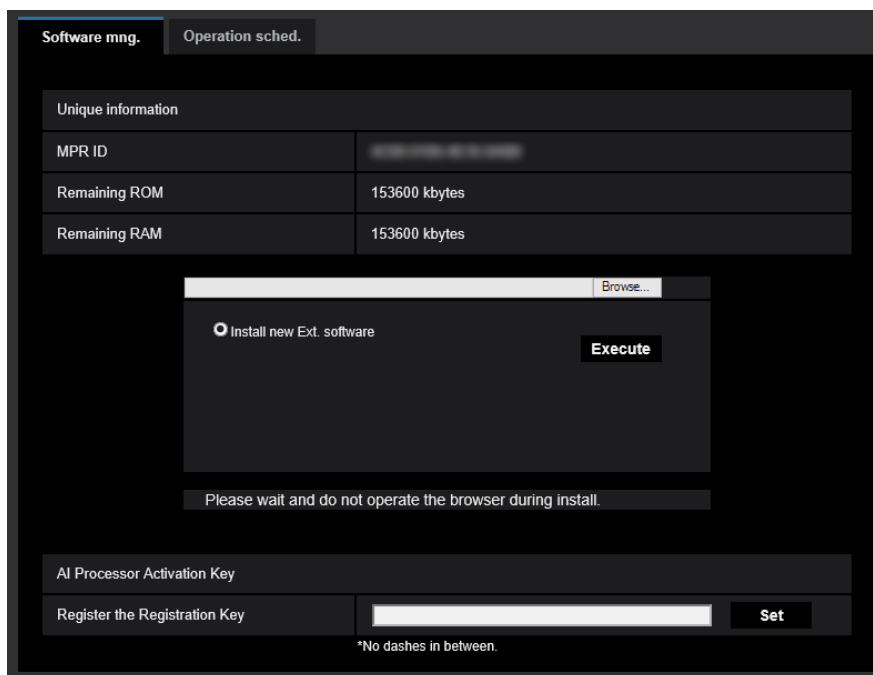 Software mng. Operation sched.
Unique information
MPR ID
Remaining ROM 153600 kbytes
Remaining RAM 153600 kbytes
Browse...
Install new Ext. software
Execute
Please wait and do not operate the browser during install.
AI Processor Activation Key
Register the Registration Key Set
*No dashes in between.